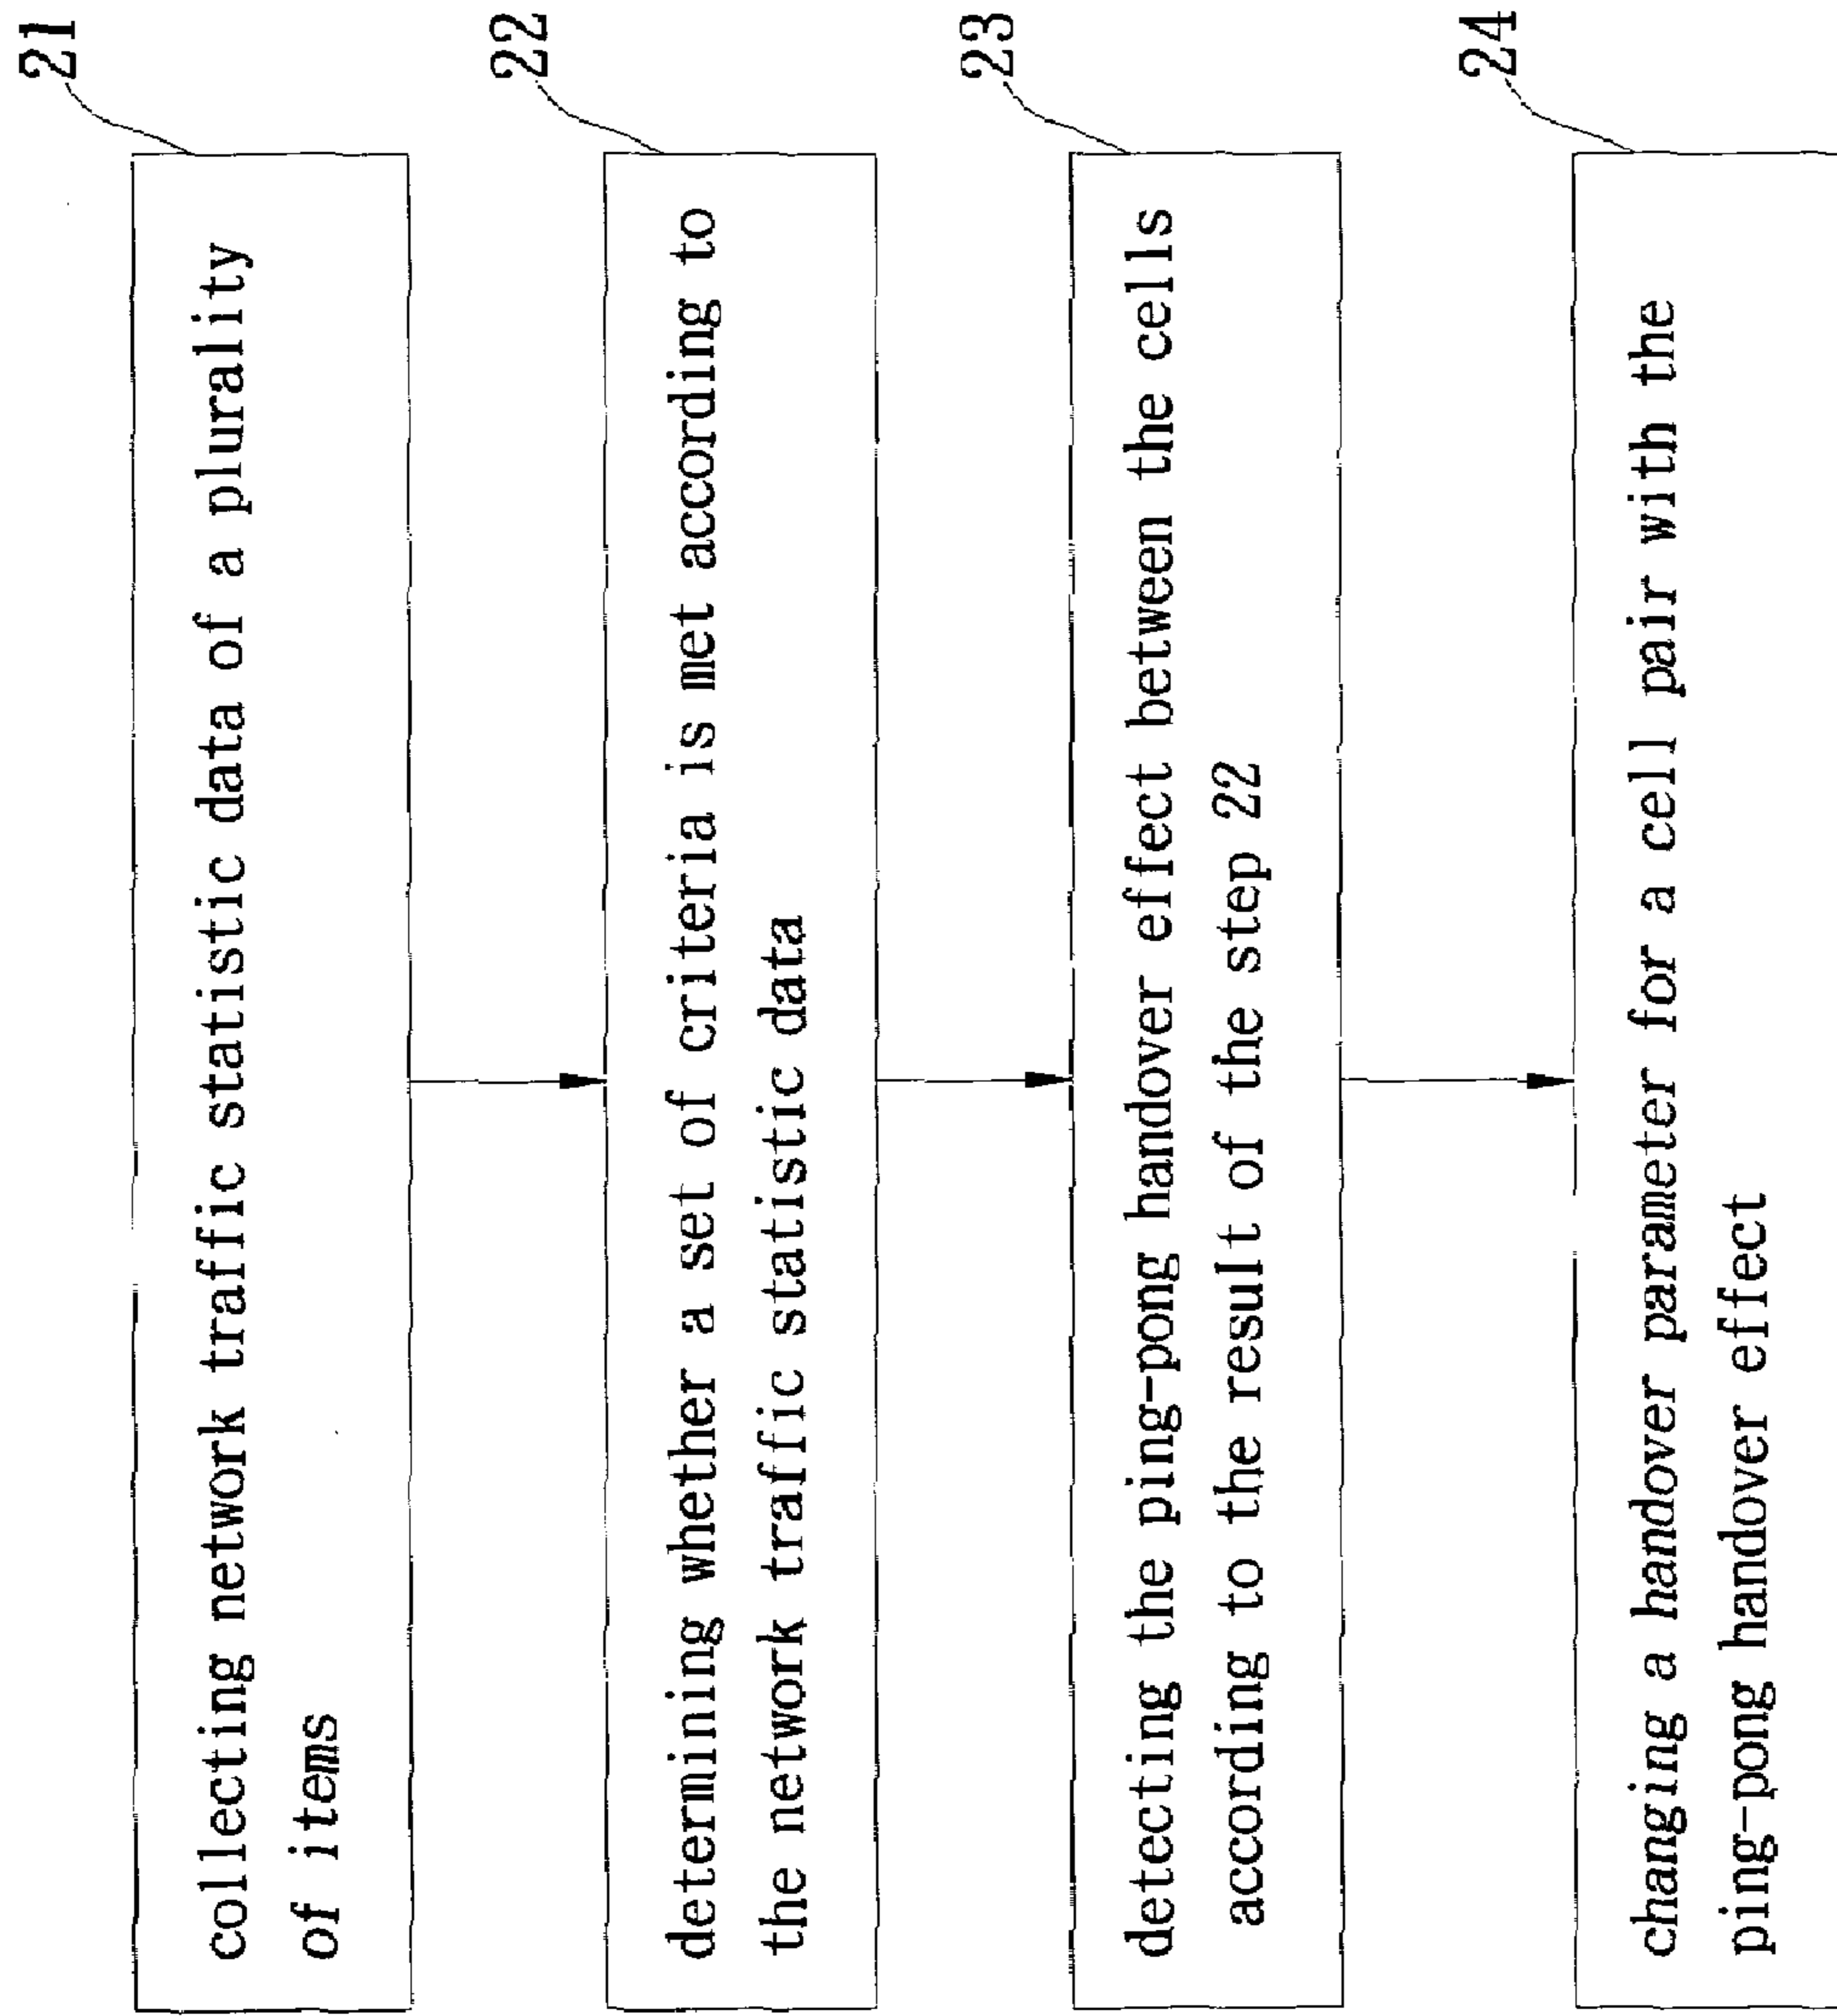 21
collecting network traffic statistic data of a plurality
of items
22
determining whether a set of criteria is met according to
the network traffic statistic data
23
detecting the ping-pong handover effect between the cells
according to the result of the step 22
24
changing a handover parameter for a cell pair with the
ping-pong handover effect